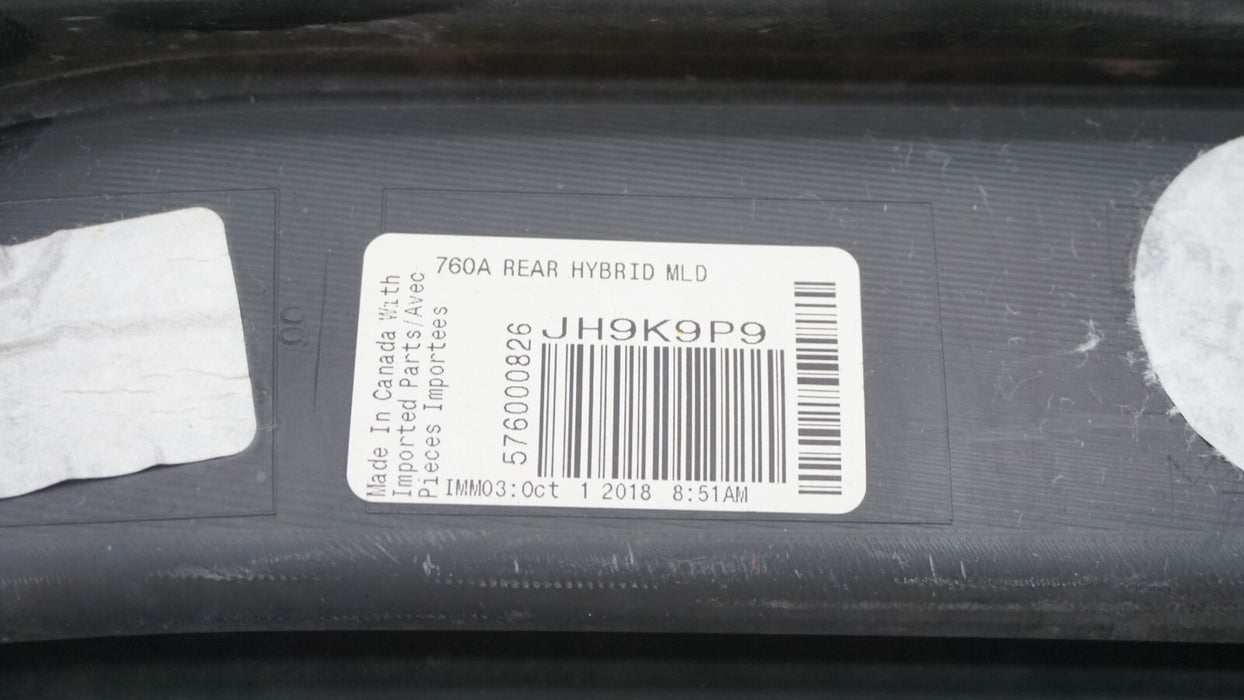 760A REAR HYBRID MLD
JH9K9P9
576000826
Made In Canada With
Imported Parts/Avec
Pieces Importees
IMM03:Oct 1 2018 8:51AM
00